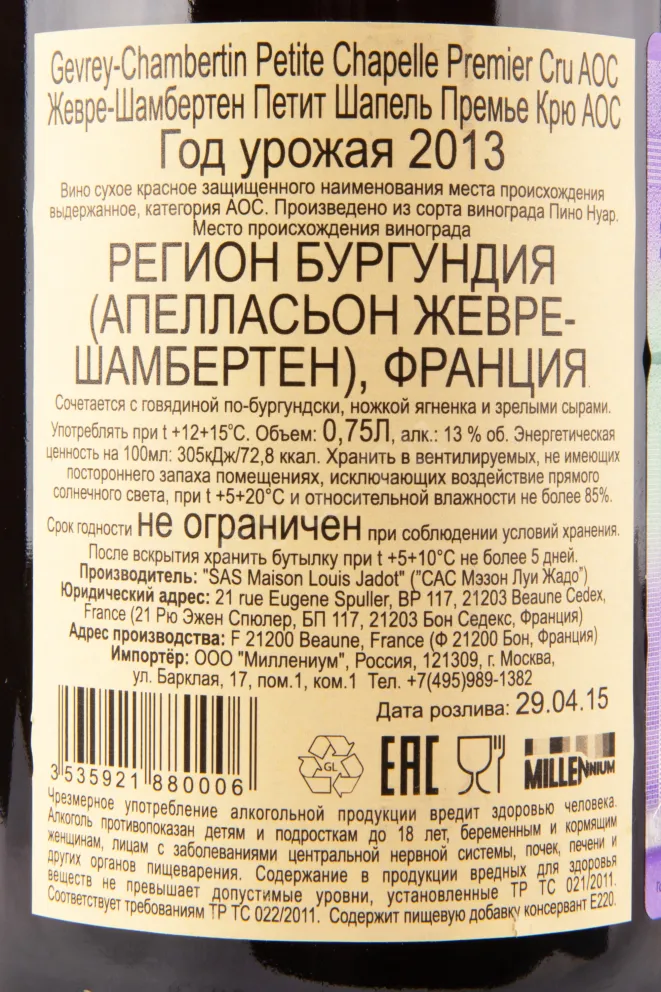 Gevrey-Chambertin Petite Chapelle Premier Cru AOC
Жевре-Шамбертен Петит Шапель Премье Крю АОС
Год урожая 2013
Вино сухое красное защищенного наименования места происхождения
выдержанное, категория АОС. Произведено из сорта винограда Пино Нуар.
Место происхождения винограда
РЕГИОН БУРГУНДИЯ
(АПЕЛЛАСЬОН ЖЕВРЕ-
ШАМБЕРТЕН), ФРАНЦИЯ.
Сочетается с говядиной по-бургундски, ножкой ягненка и зрелыми сырами.
Употреблять при t +12+15°С. Объем: 0,75Л, алк.: 13 % об. Энергетическая
ценность на 100мл: 305кДж/72,8 ккал. Хранить в вентилируемых, не имеющих
постороннего запаха помещениях, исключающих воздействие прямого
солнечного света, при t +5+20°С и относительной влажности не более 85%.
Срок годности не ограничен при соблюдении условий хранения.
После вскрытия хранить бутылку при t +5+10°С не более 5 дней.
Производитель: "SAS Maison Louis Jadot" ("САС Мэзон Луи Жадо")
Юридический адрес: 21 rue Eugene Spuller, BP 117, 21203 Beaune Cedex,
France (21 Рю Эжен Спюлер, БП 117, 21203 Бон Седекс, Франция)
Адрес производства: F 21200 Beaune, France (Ф 21200 Бон, Франция)
Импортёр: ООО "Миллениум", Россия, 121309, г. Москва,
ул. Барклая, 17, пом.1, ком.1 Тел. +7(495)989-1382
Дата розлива: 29.04.15
3 535921 880006
GL
EAC
MILLENNIUM
Чрезмерное употребление алкогольной продукции вредит здоровью человека.
Алкоголь противопоказан детям и подросткам до 18 лет, беременным и кормящим
женщинам, лицам с заболеваниями центральной нервной системы, почек, печени и
других органов пищеварения. Содержание в продукции вредных для здоровья
веществ не превышает допустимые уровни, установленные ТР ТС 021/2011.
Соответствует требованиям ТР ТС 022/2011. Содержит пищевую добавку консервант Е220.